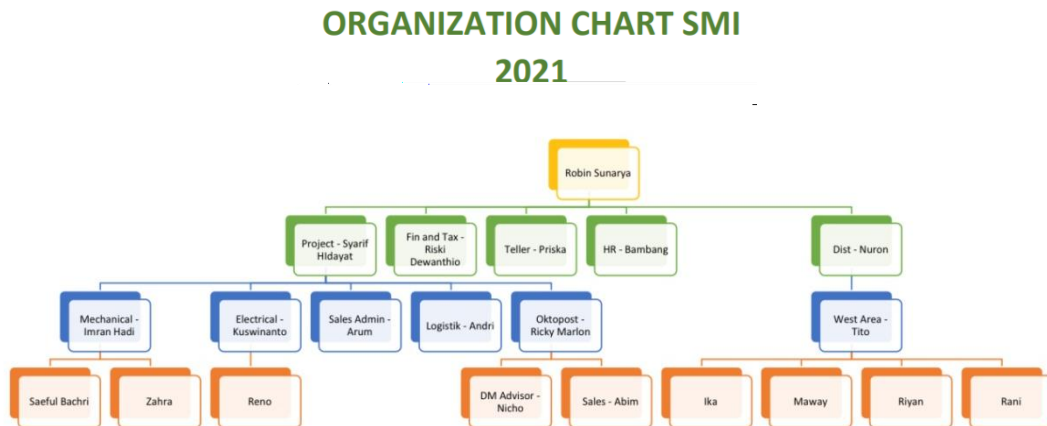 ORGANIZATION CHART SMI
2021
Robin Sunarya
Project - Syarif
HIdayat
Fin and Tax -
Riski
Dewanthio
Teller - Priska
HR - Bambang
Dist - Nuron
Mechanical -
Imran Hadi
Electrical -
Kuswinanto
Sales Admin -
Arum
Logistik - Andri
Oktopost -
Ricky Marlon
West Area -
Tito
Saeful Bachri
Zahra
Reno
DM Advisor -
Nicho
Sales - Abim
Ika
Maway
Riyan
Rani